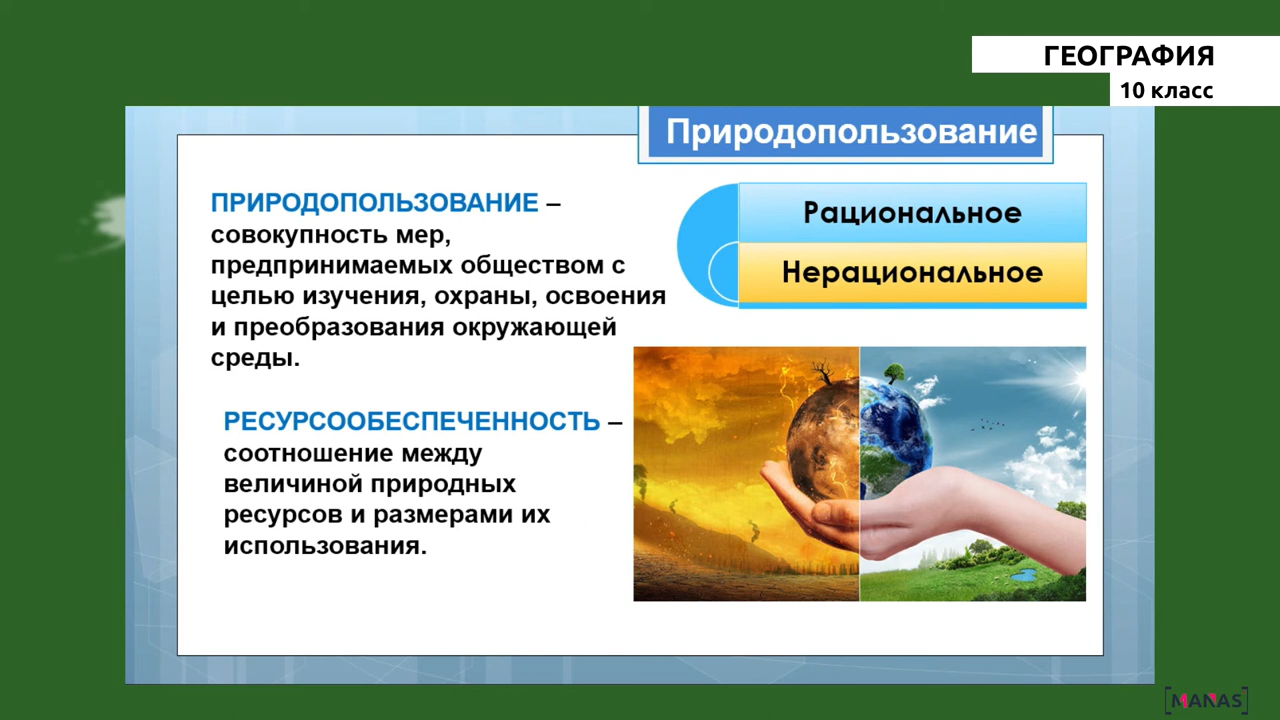 ГЕОГРАФИЯ
10 класс
Природопользование
ПРИРОДОПОЛЬЗОВАНИЕ –
совокупность мер,
предпринимаемых обществом с
целью изучения, охраны, освоения
и преобразования окружающей
среды.
РЕСУРСООБЕСПЕЧЕННОСТЬ –
соотношение между
величиной природных
ресурсов и размерами их
использования.
Рациональное
Нерациональное
[MANAS]